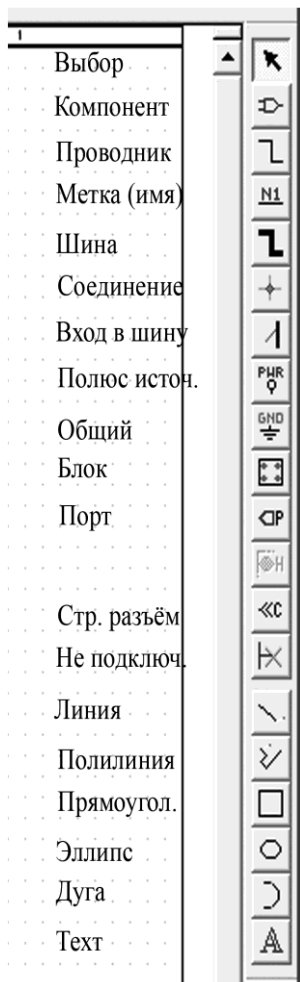 1
Выбор
Компонент
Проводник
Метка (имя) N1
Шина
Соединение
Вход в шину
Полюс источ. PWR
Общий GND
Блок
Порт P
H
Стр. разъём C
Не подключ.
Линия
Полилиния
Прямоугол.
Эллипс
Дуга
Текст A